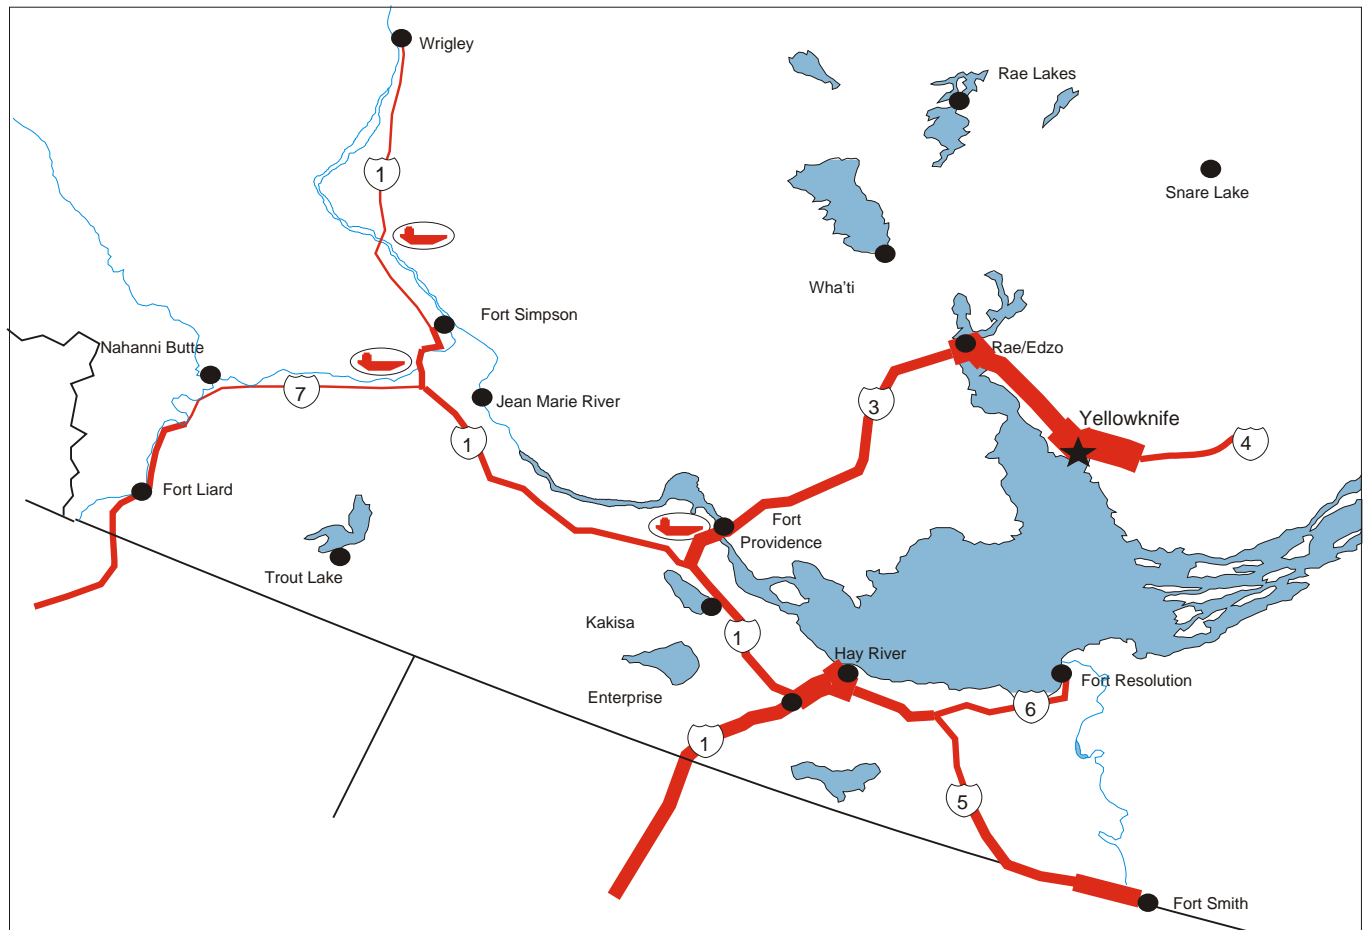 Wrigley
Rae Lakes
1
Snare Lake
Wha'ti
Fort Simpson
Nahanni Butte
Rae/Edzo
7
Jean Marie River
3
Yellowknife
1
4
Fort Liard
Fort
Providence
Trout Lake
Kakisa
1
Hay River
Fort Resolution
Enterprise
6
1
5
Fort Smith